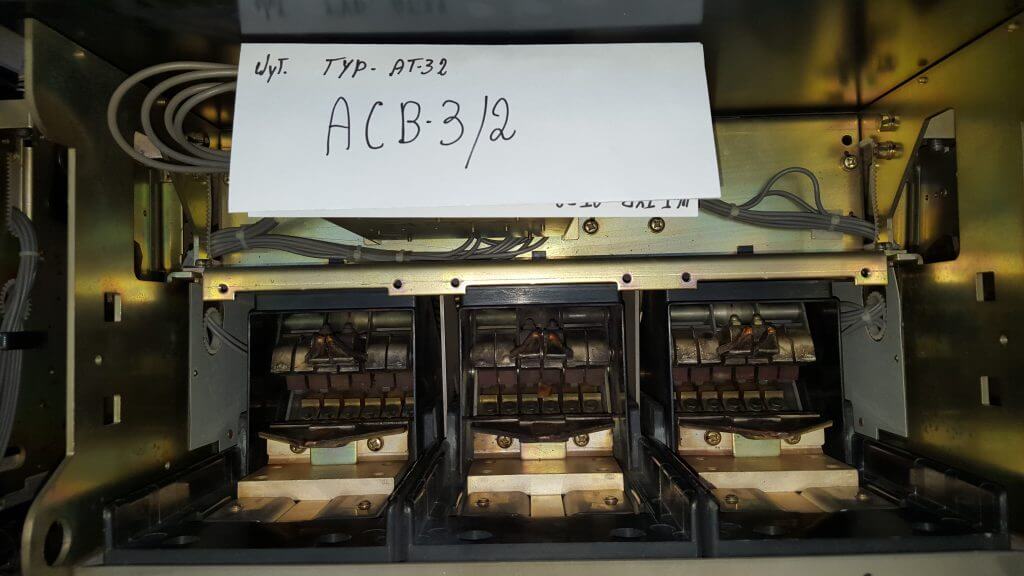 TYP- AT-32
ACB-3/2